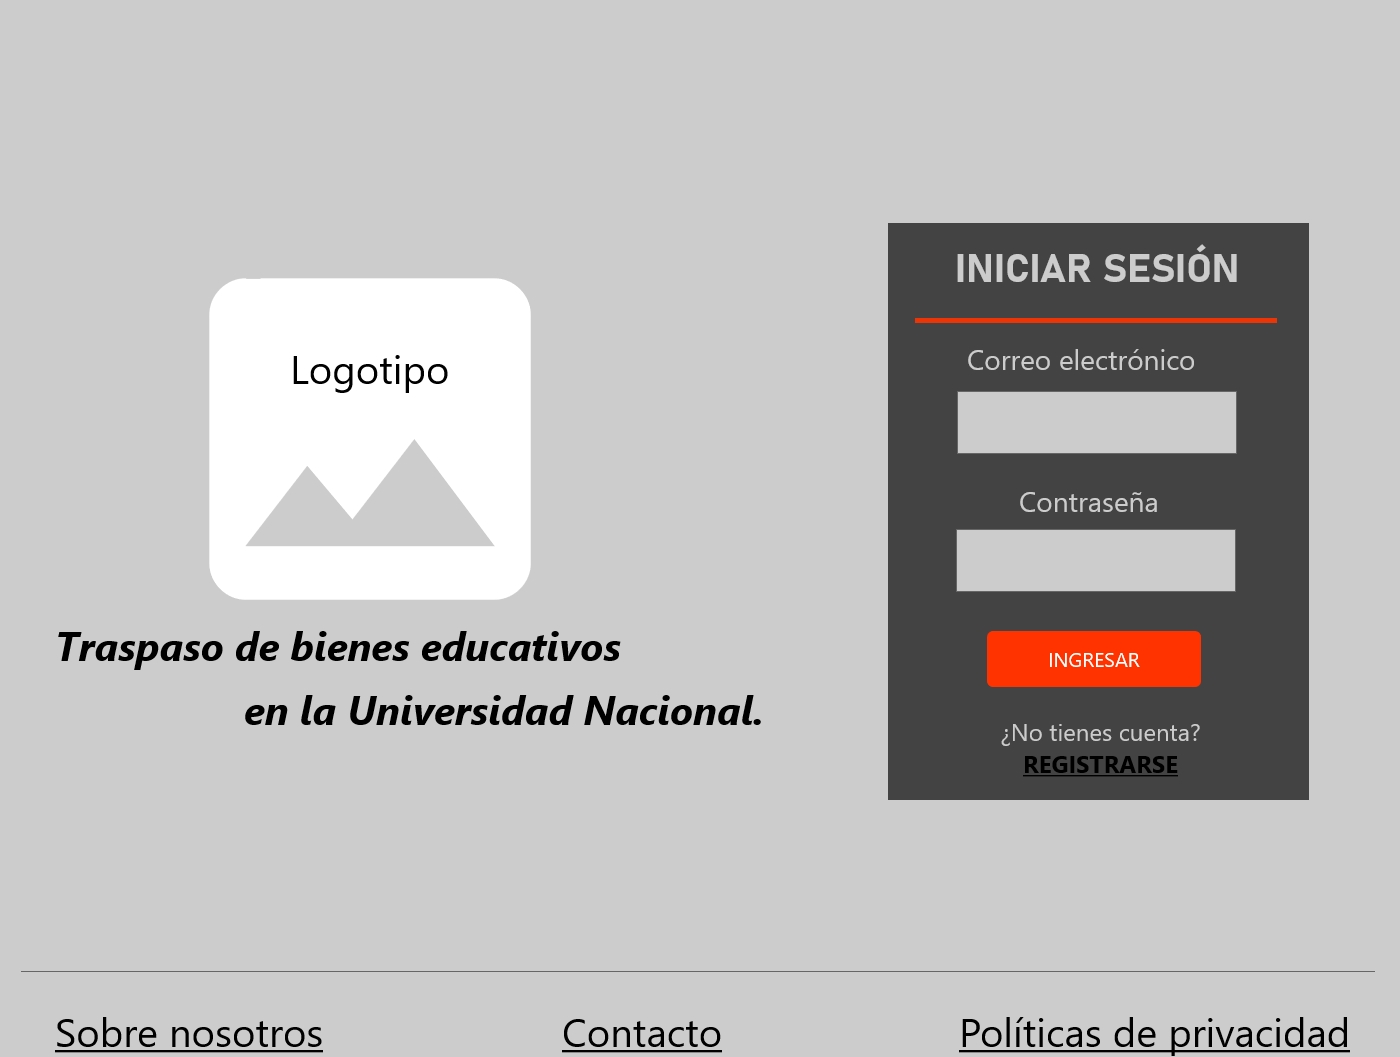 Logotipo
Traspaso de bienes educativos
en la Universidad Nacional.
INICIAR SESIÓN
Correo electrónico
Contraseña
INGRESAR
¿No tienes cuenta?
REGISTRARSE
Sobre nosotros
Contacto
Políticas de privacidad